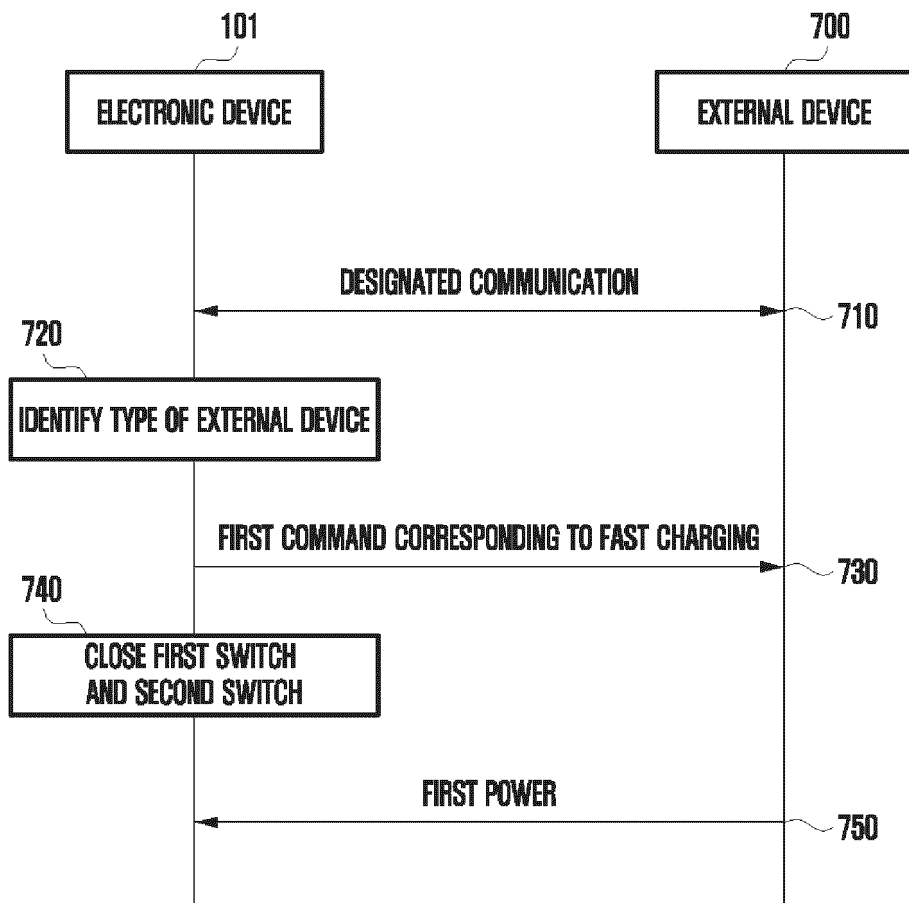 101
700
ELECTRONIC DEVICE
EXTERNAL DEVICE
DESIGNATED COMMUNICATION
710
720
IDENTIFY TYPE OF EXTERNAL DEVICE
FIRST COMMAND CORRESPONDING TO FAST CHARGING
730
740
CLOSE FIRST SWITCH
AND SECOND SWITCH
FIRST POWER
750